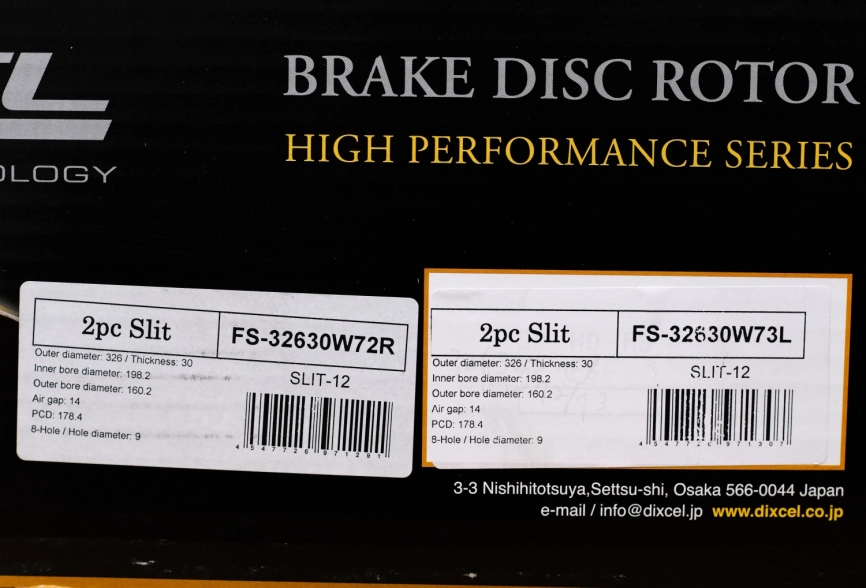 BRAKE DISC ROTOR
HIGH PERFORMANCE SERIES
2pc Slit
FS-32630W72R
Outer diameter: 326 / Thickness: 30
Inner bore diameter: 198.2
Outer bore diameter: 160.2
Air gap: 14
PCD: 178.4
8-Hole / Hole diameter: 9
SLIT-12
4 547726 971291
2pc Slit
FS-32630W73L
Outer diameter: 326 / Thickness: 30
Inner bore diameter: 198.2
Outer bore diameter: 160.2
Air gap: 14
PCD: 178.4
8-Hole / Hole diameter: 9
SLIT-12
3-3 Nishihitotsuya,Settsu-shi, Osaka 566-0044 Japan
e-mail / info@dixcel.jp www.dixcel.co.jp